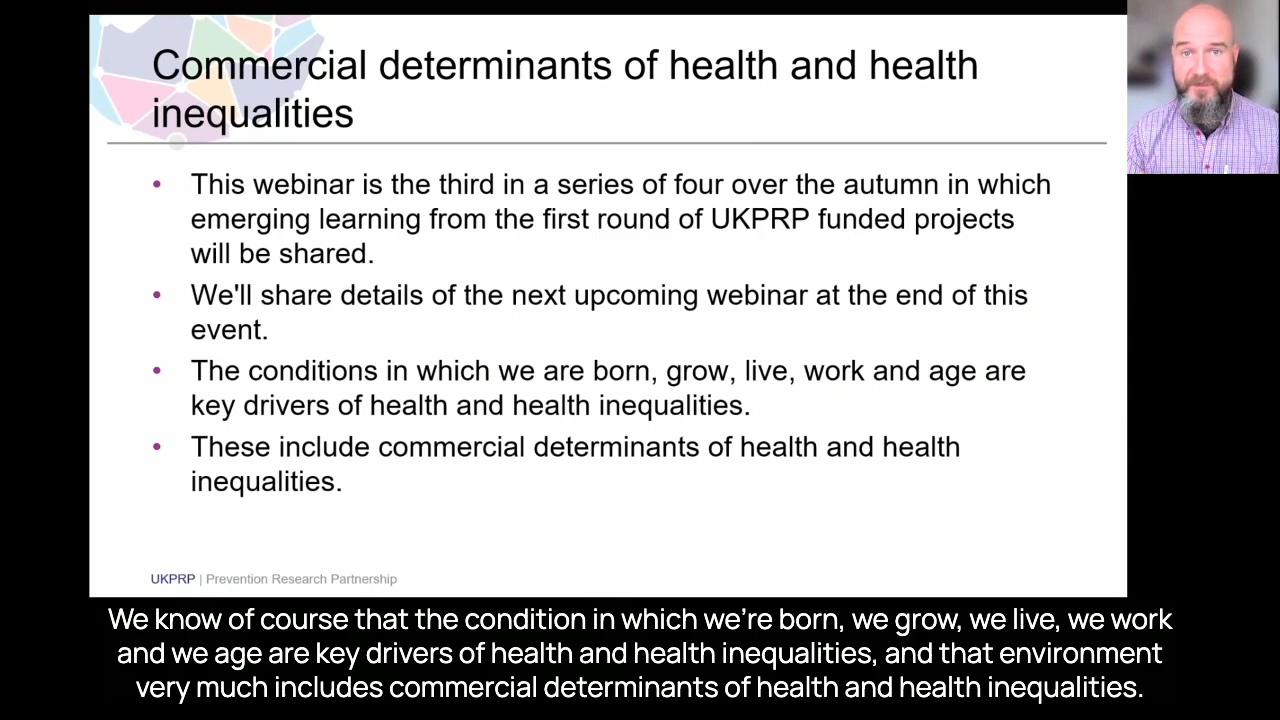 Commercial determinants of health and health
inequalities
• This webinar is the third in a series of four over the autumn in which
emerging learning from the first round of UKPRP funded projects
will be shared.
• We'll share details of the next upcoming webinar at the end of this
event.
• The conditions in which we are born, grow, live, work and age are
key drivers of health and health inequalities.
• These include commercial determinants of health and health
inequalities.
UKPRP | Prevention Research Partnership
We know of course that the condition in which we’re born, we grow, we live, we work
and we age are key drivers of health and health inequalities, and that environment
very much includes commercial determinants of health and health inequalities.